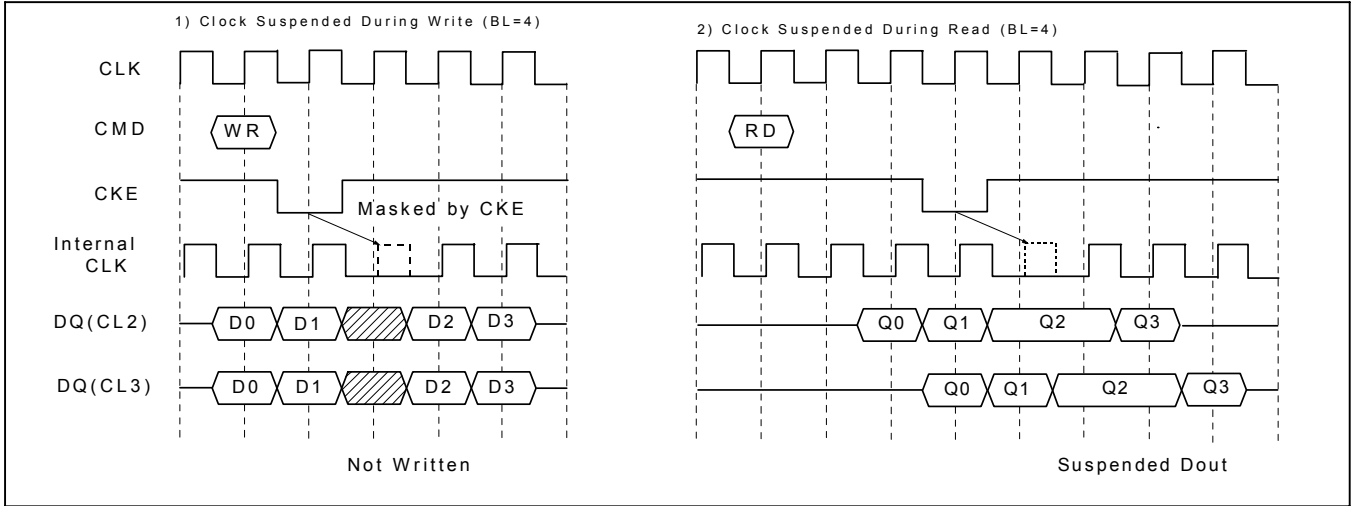 1) Clock Suspended During Write (BL=4)
CLK
CMD
WR
CKE
Masked by CKE
Internal
CLK
DQ(CL2)
D0 D1 D2 D3
DQ(CL3)
D0 D1 D2 D3
Not Written
2) Clock Suspended During Read (BL=4)
RD
Q0 Q1 Q2 Q3
Q0 Q1 Q2 Q3
Suspended Dout